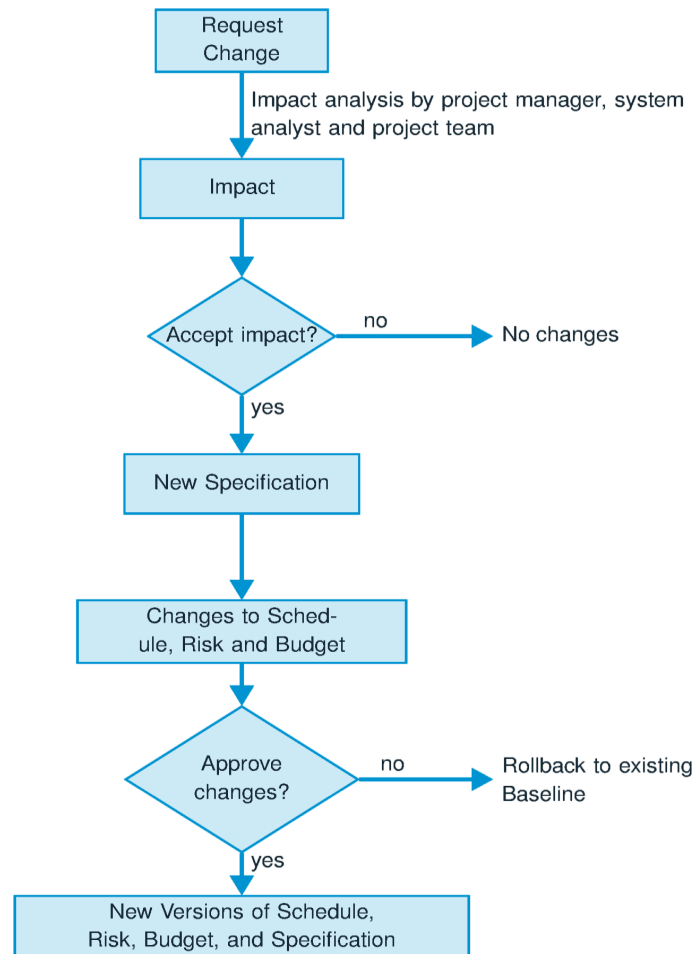 Request
Change
Impact analysis by project manager, system
analyst and project team
Impact
Accept impact?
no
No changes
yes
New Specification
Changes to Sched-
ule, Risk and Budget
Approve
changes?
no
Rollback to existing
Baseline
yes
New Versions of Schedule,
Risk, Budget, and Specification